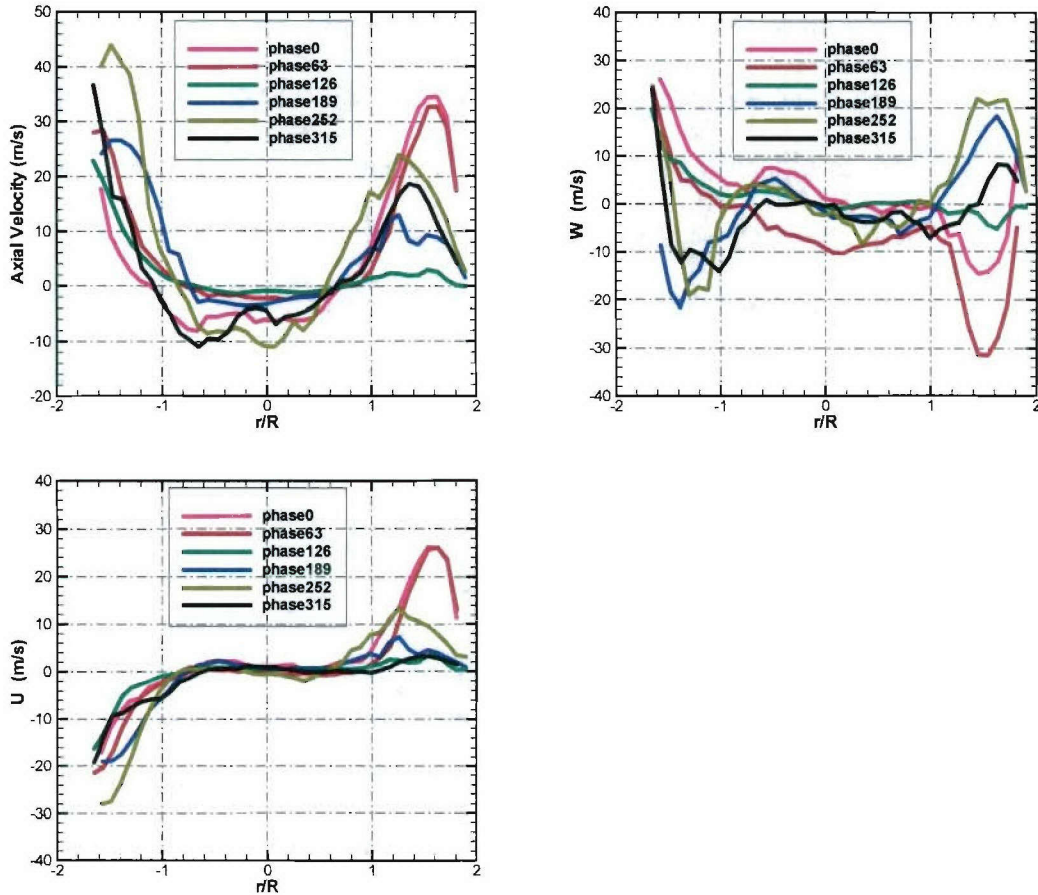 50
40
30
20
10
0
-10
-20
Axial Velocity (m/s)
phase0
phase63
phase126
phase189
phase252
phase315
-2
-1
0
1
2
r/R
40
30
20
10
0
-10
-20
-30
-40
W (m/s)
phase0
phase63
phase126
phase189
phase252
phase315
-2
-1
0
1
2
r/R
40
30
20
10
0
-10
-20
-30
-40
U (m/s)
phase0
phase63
phase126
phase189
phase252
phase315
-2
-1
0
1
2
r/R